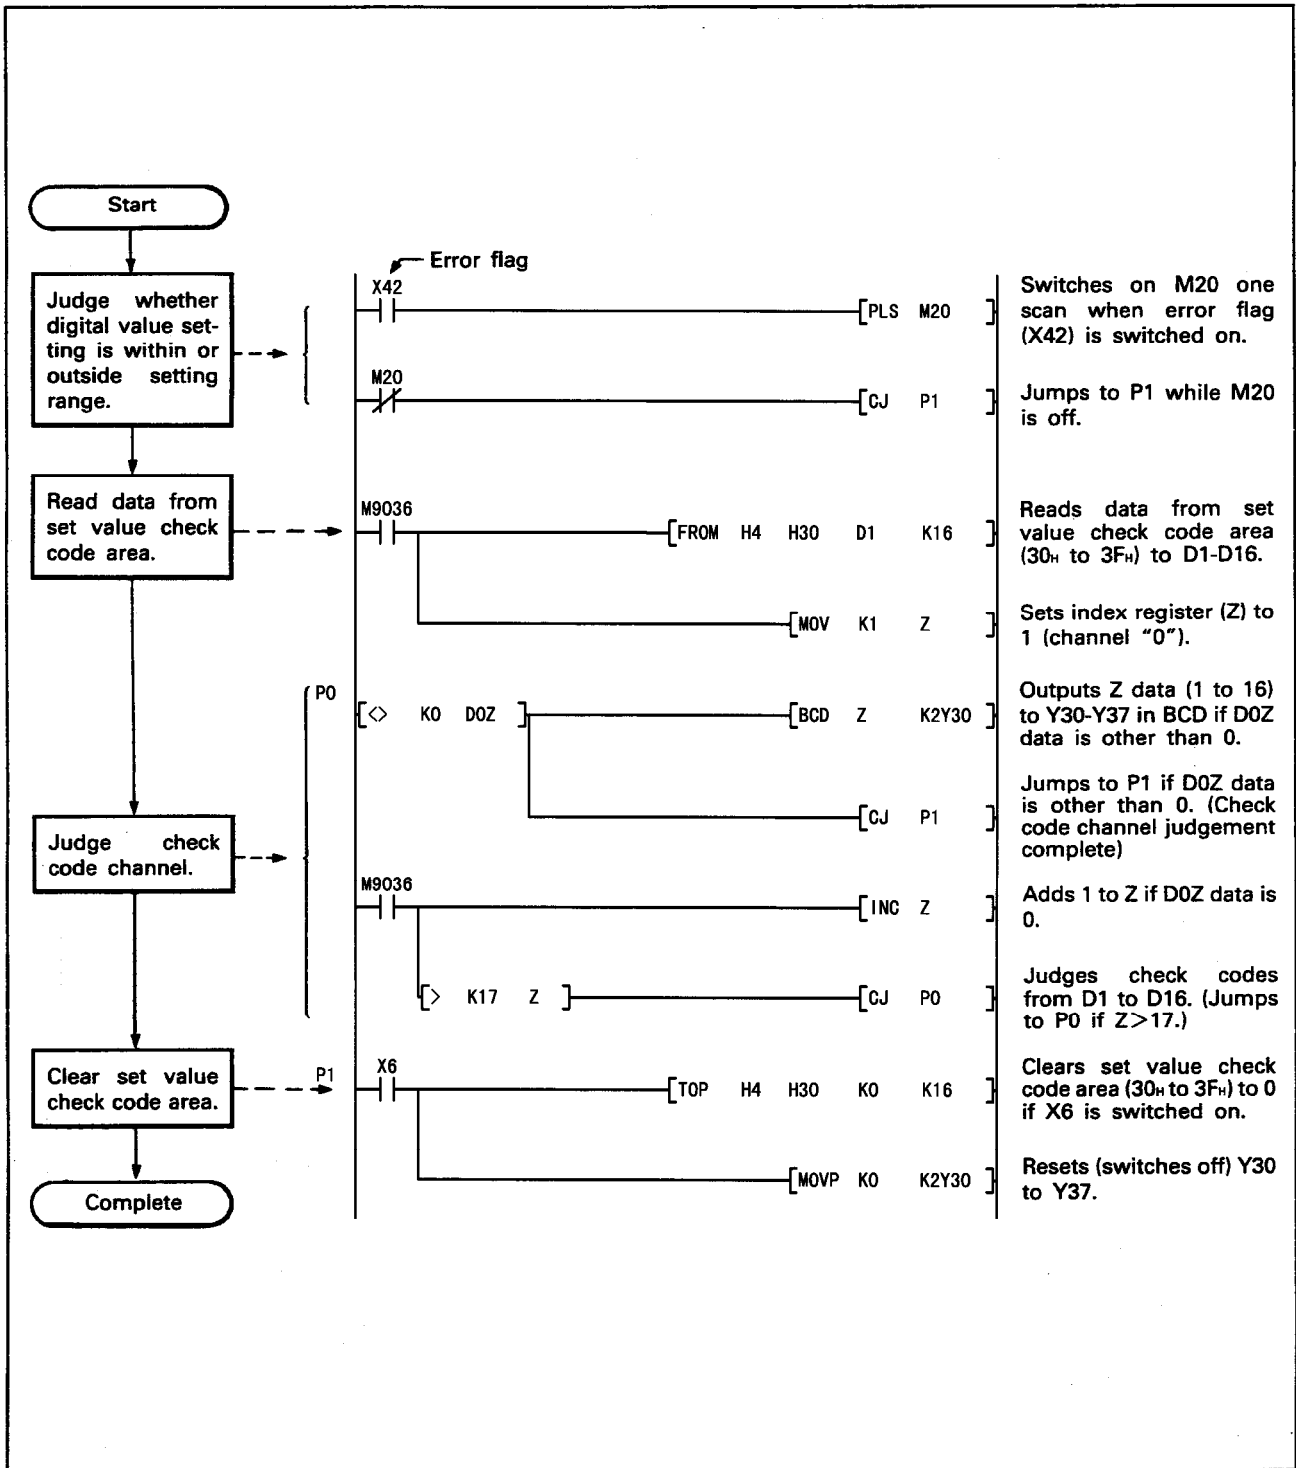 Start
Judge whether
digital value set-
ting is within or
outside setting
range.
Error flag
X42
[PLS M20 ]
Switches on M20 one
scan when error flag
(X42) is switched on.
M20
[CJ P1 ]
Jumps to P1 while M20
is off.
Read data from
set value check
code area.
M9036
[FROM H4 H30 D1 K16 ]
Reads data from set
value check code area
(30H to 3FH) to D1-D16.
[MOV K1 Z ]
Sets index register (Z) to
1 (channel "0").
Judge check
code channel.
P0
[<> K0 D0Z ]
[BCD Z K2Y30 ]
Outputs Z data (1 to 16)
to Y30-Y37 in BCD if D0Z
data is other than 0.
[CJ P1 ]
Jumps to P1 if D0Z data
is other than 0. (Check
code channel judgement
complete)
M9036
[INC Z ]
Adds 1 to Z if D0Z data is
0.
[> K17 Z ]
[CJ P0 ]
Judges check codes
from D1 to D16. (Jumps
to P0 if Z>17.)
Clear set value
check code area.
P1
X6
[TOP H4 H30 K0 K16 ]
Clears set value check
code area (30H to 3FH) to 0
if X6 is switched on.
[MOVP K0 K2Y30 ]
Resets (switches off) Y30
to Y37.
Complete